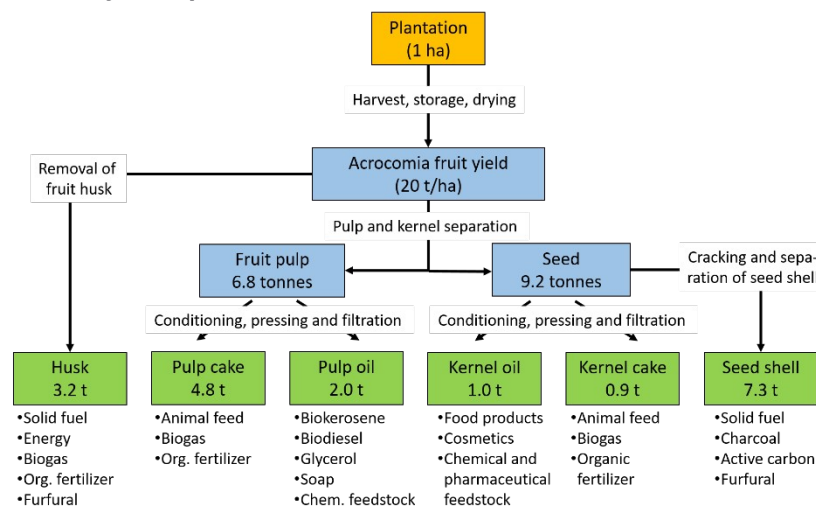 Plantation
(1 ha)
Harvest, storage, drying
Removal of
fruit husk
Acrocomia fruit yield
(20 t/ha)
Pulp and kernel separation
Fruit pulp
6.8 tonnes
Seed
9.2 tonnes
Cracking and sepa-
ration of seed shell
Conditioning, pressing and filtration
Conditioning, pressing and filtration
Husk
3.2 t
•Solid fuel
•Energy
•Biogas
•Org. fertilizer
•Furfural
Pulp cake
4.8 t
•Animal feed
•Biogas
•Org. fertilizer
Pulp oil
2.0 t
•Biokerosene
•Biodiesel
•Glycerol
•Soap
•Chem. feedstock
Kernel oil
1.0 t
•Food products
•Cosmetics
•Chemical and
pharmaceutical
feedstock
Kernel cake
0.9 t
•Animal feed
•Biogas
•Organic
fertilizer
Seed shell
7.3 t
•Solid fuel
•Charcoal
•Active carbon
•Furfural